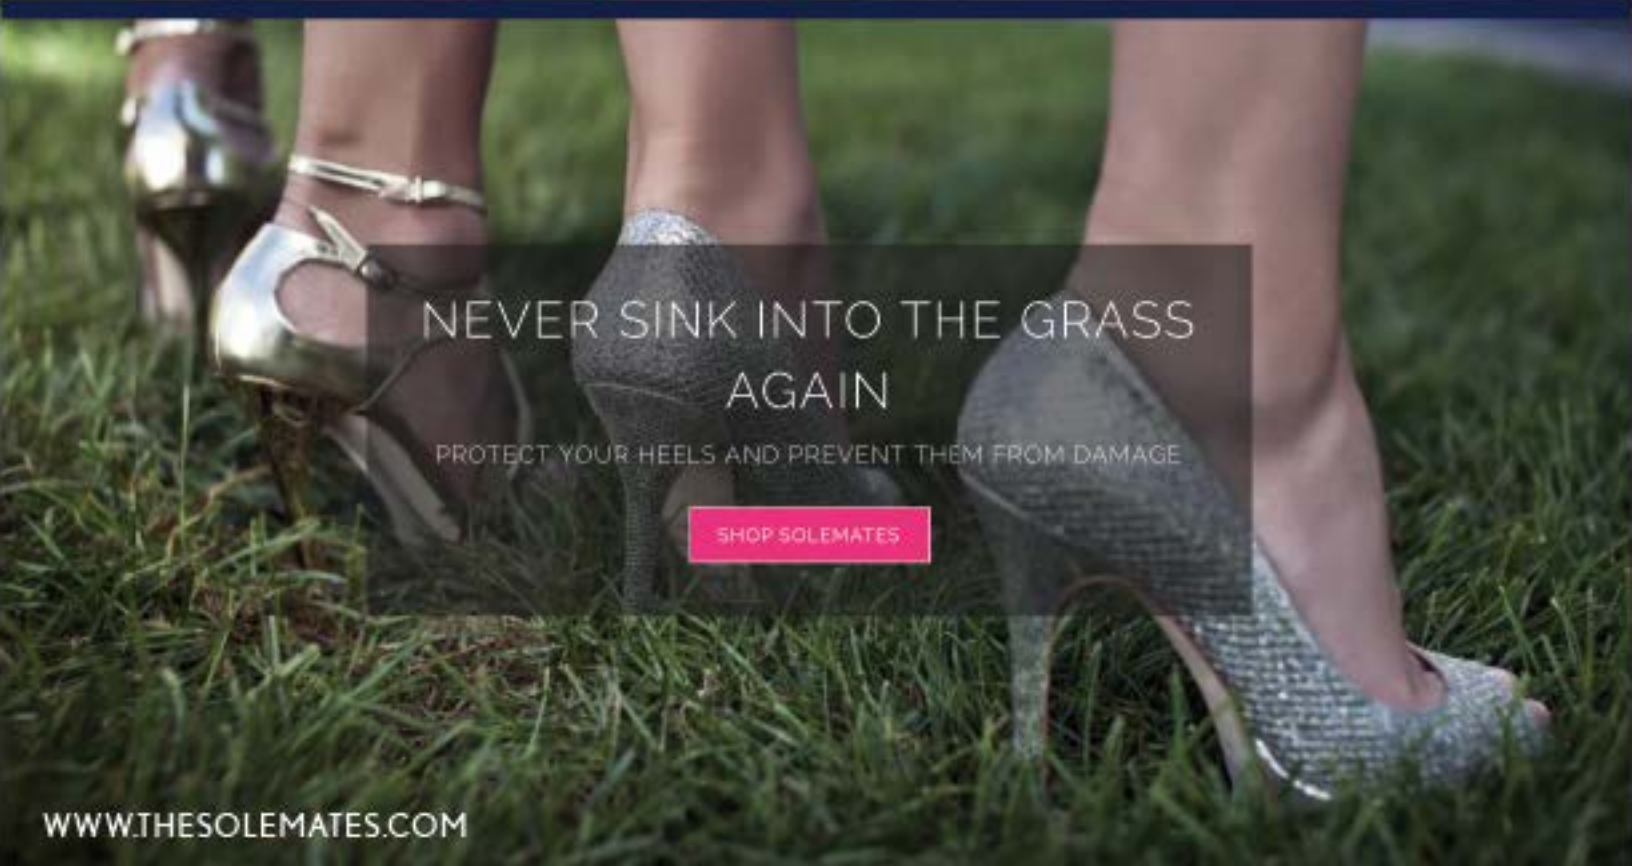 NEVER SINK INTO THE GRASS
AGAIN
PROTECT YOUR HEELS AND PREVENT THEM FROM DAMAGE
SHOP SOLEMATES
WWW.THESOLEMATES.COM